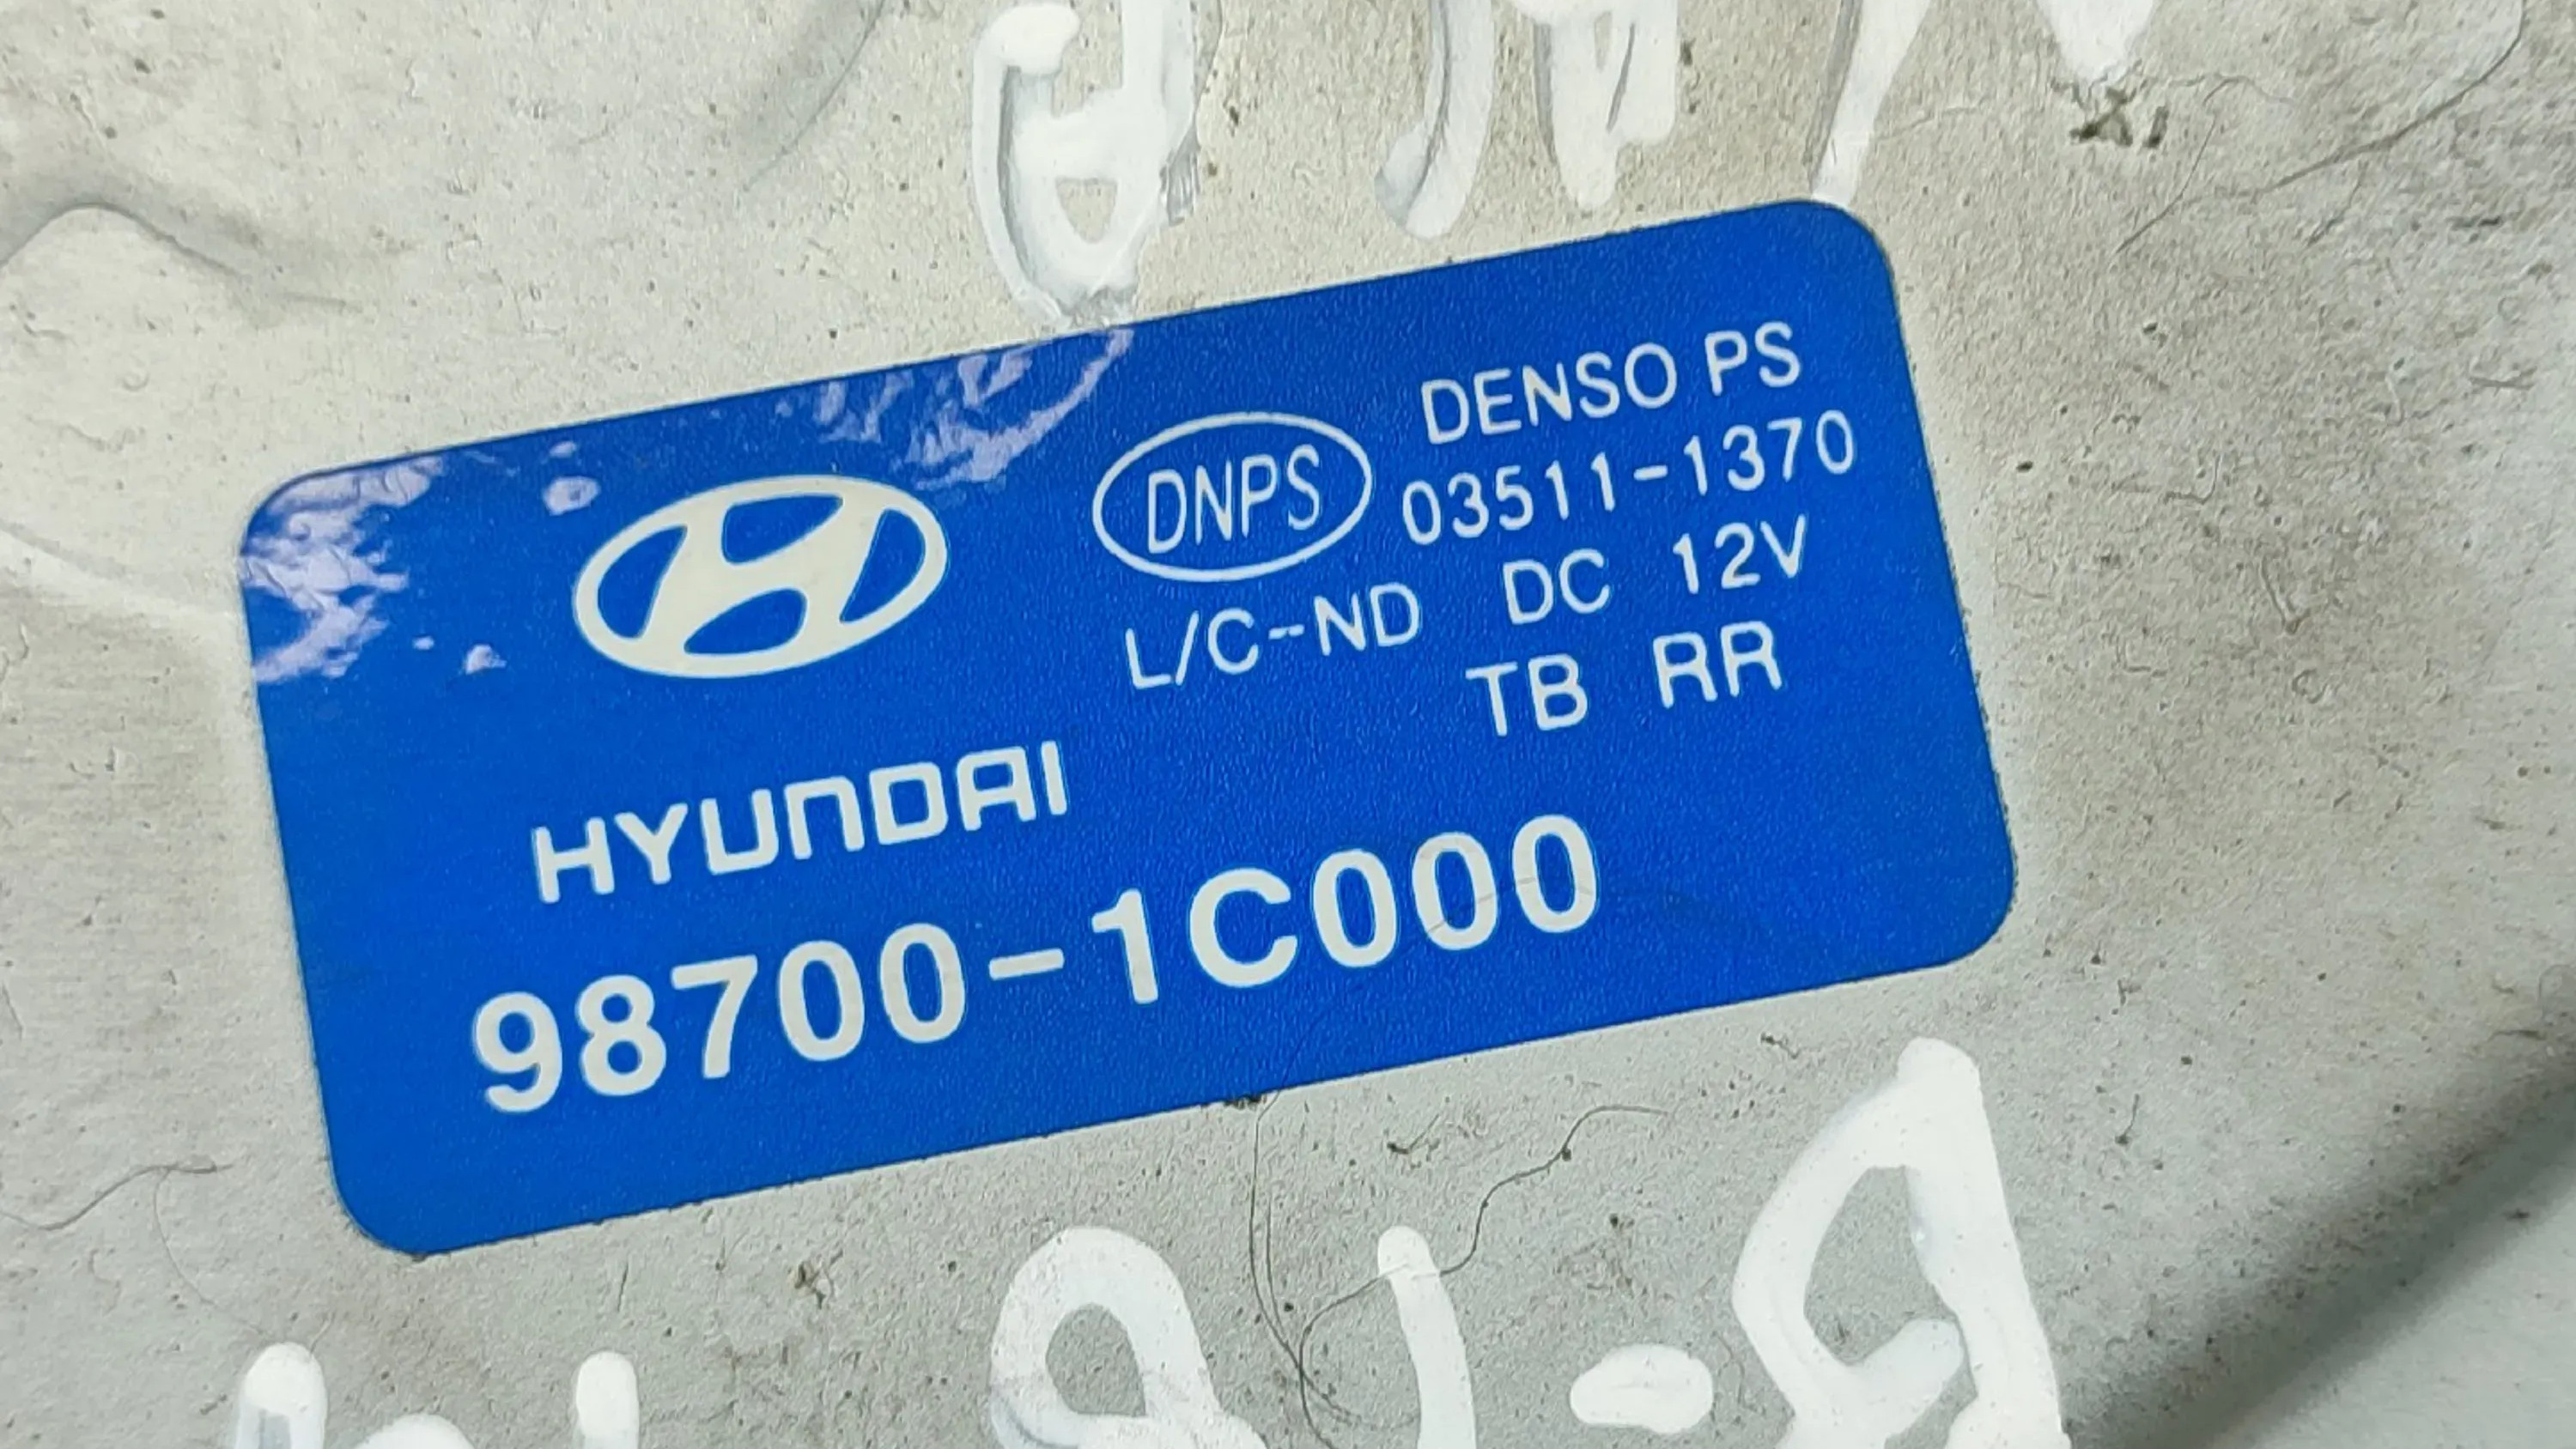 DENSO PS
DNPS 03511-1370
L/C-ND DC 12V
TB RR
HYUNDAI
98700-1C000